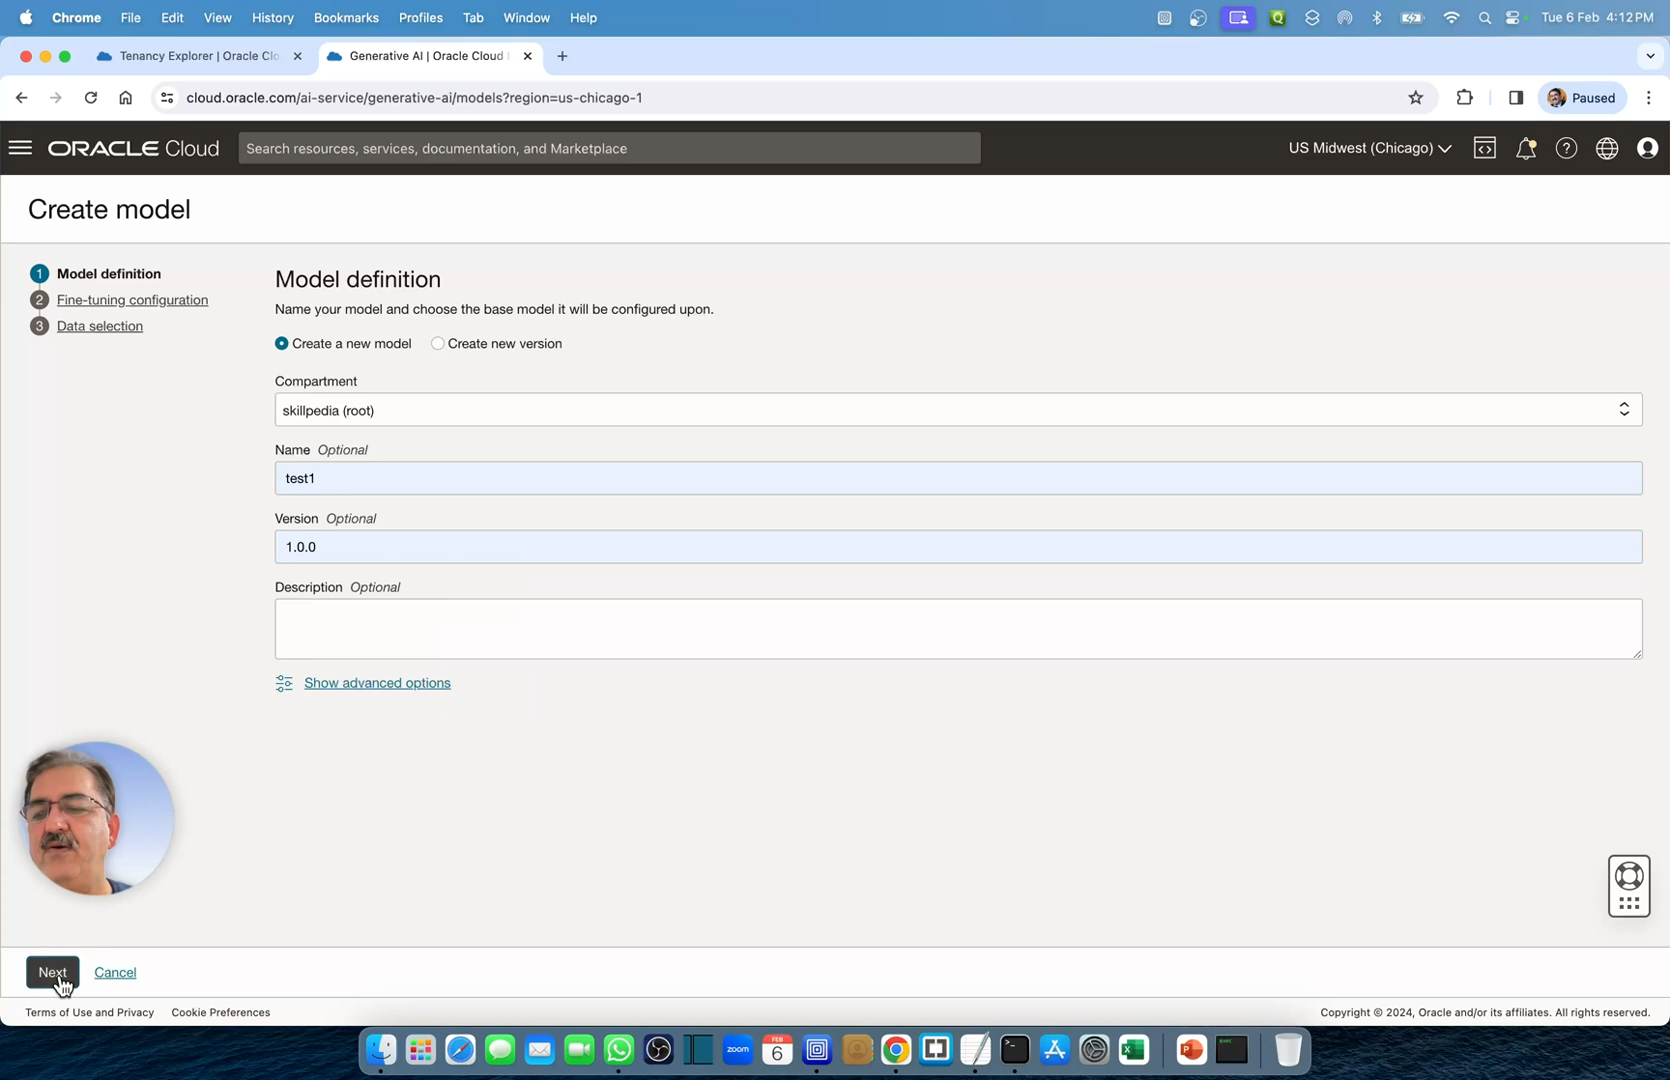 Chrome File Edit View History Bookmarks Profiles Tab Window Help Tue 6 Feb 4:12 PM
Tenancy Explorer | Oracle Clo Generative AI | Oracle Cloud
cloud.oracle.com/ai-service/generative-ai/models?region=us-chicago-1 Paused
ORACLE Cloud Search resources, services, documentation, and Marketplace US Midwest (Chicago)
Create model
1 Model definition
2 Fine-tuning configuration
3 Data selection
Model definition
Name your model and choose the base model it will be configured upon.
Create a new model Create new version
Compartment
skillpedia (root)
Name Optional
test1
Version Optional
1.0.0
Description Optional
Show advanced options
Next Cancel
Terms of Use and Privacy Cookie Preferences Copyright © 2024, Oracle and/or its affiliates. All rights reserved.
zoom FEB 6